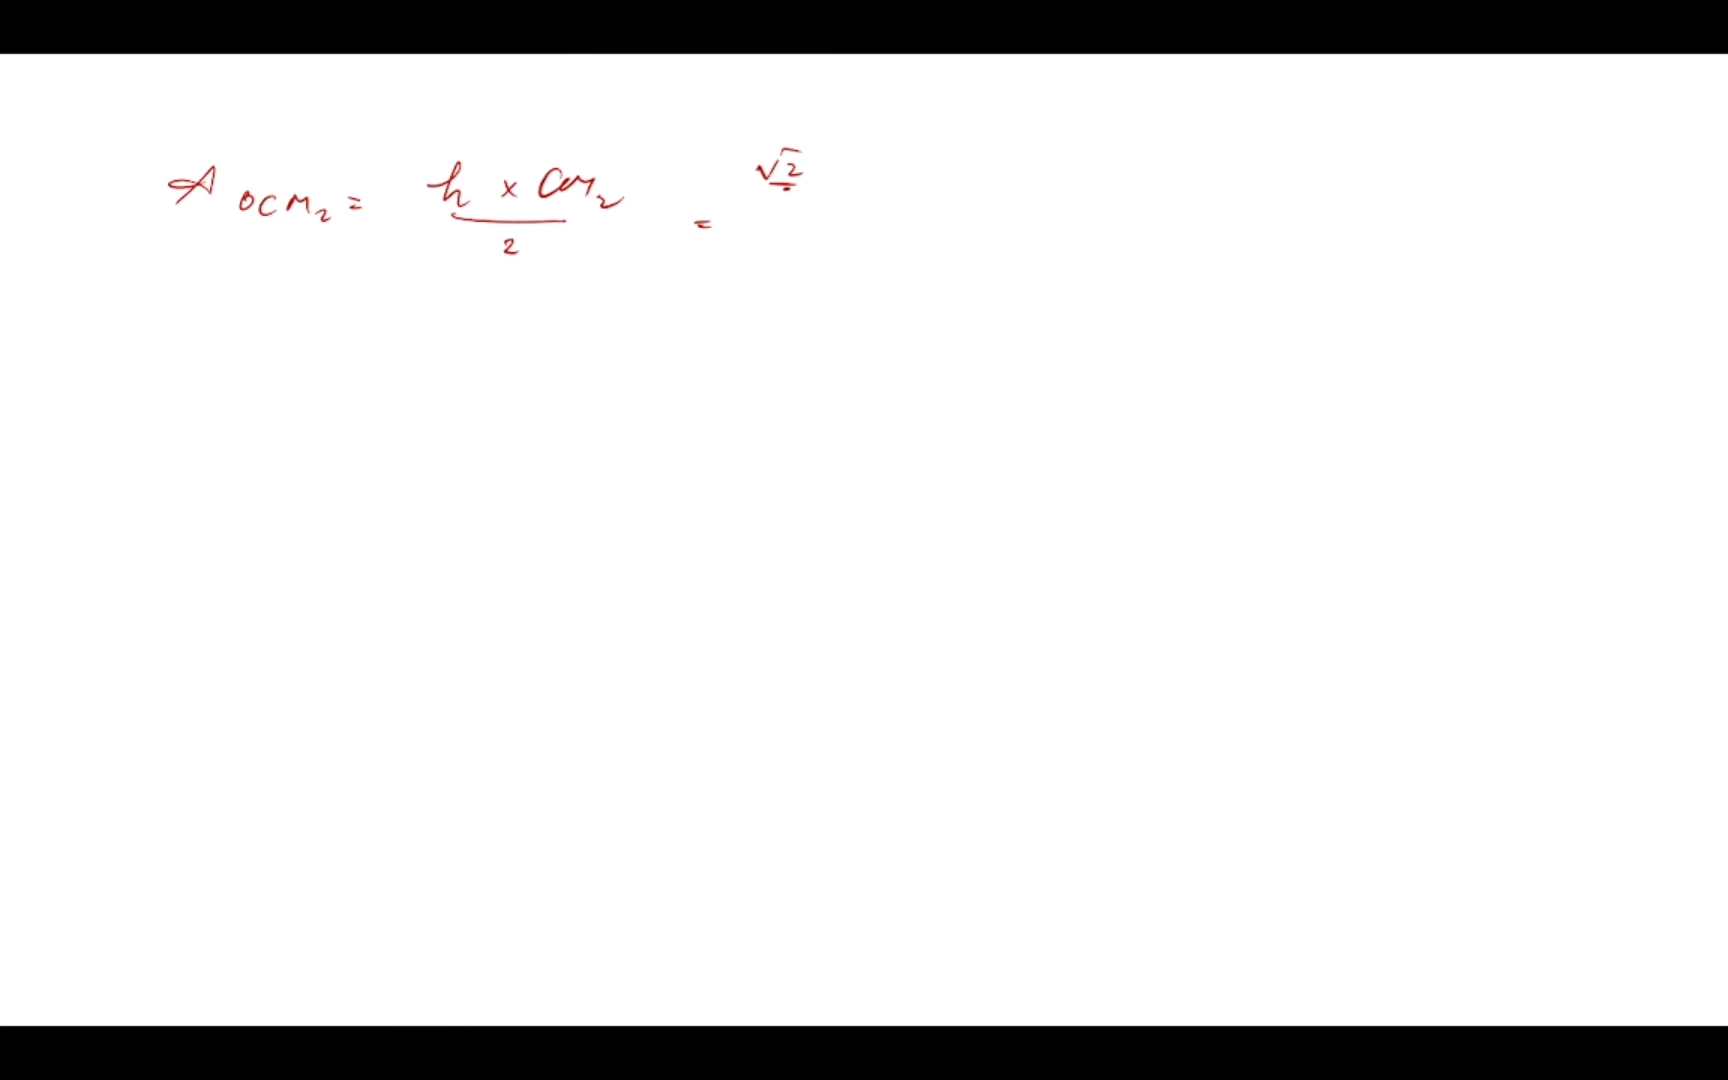 A OCM₂ = h × CM₂ / 2 = √2